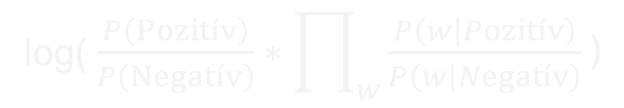 log( P(Pozitív) / P(Negatív) * ∏_w P(w|Pozitív) / P(w|Negatív) )